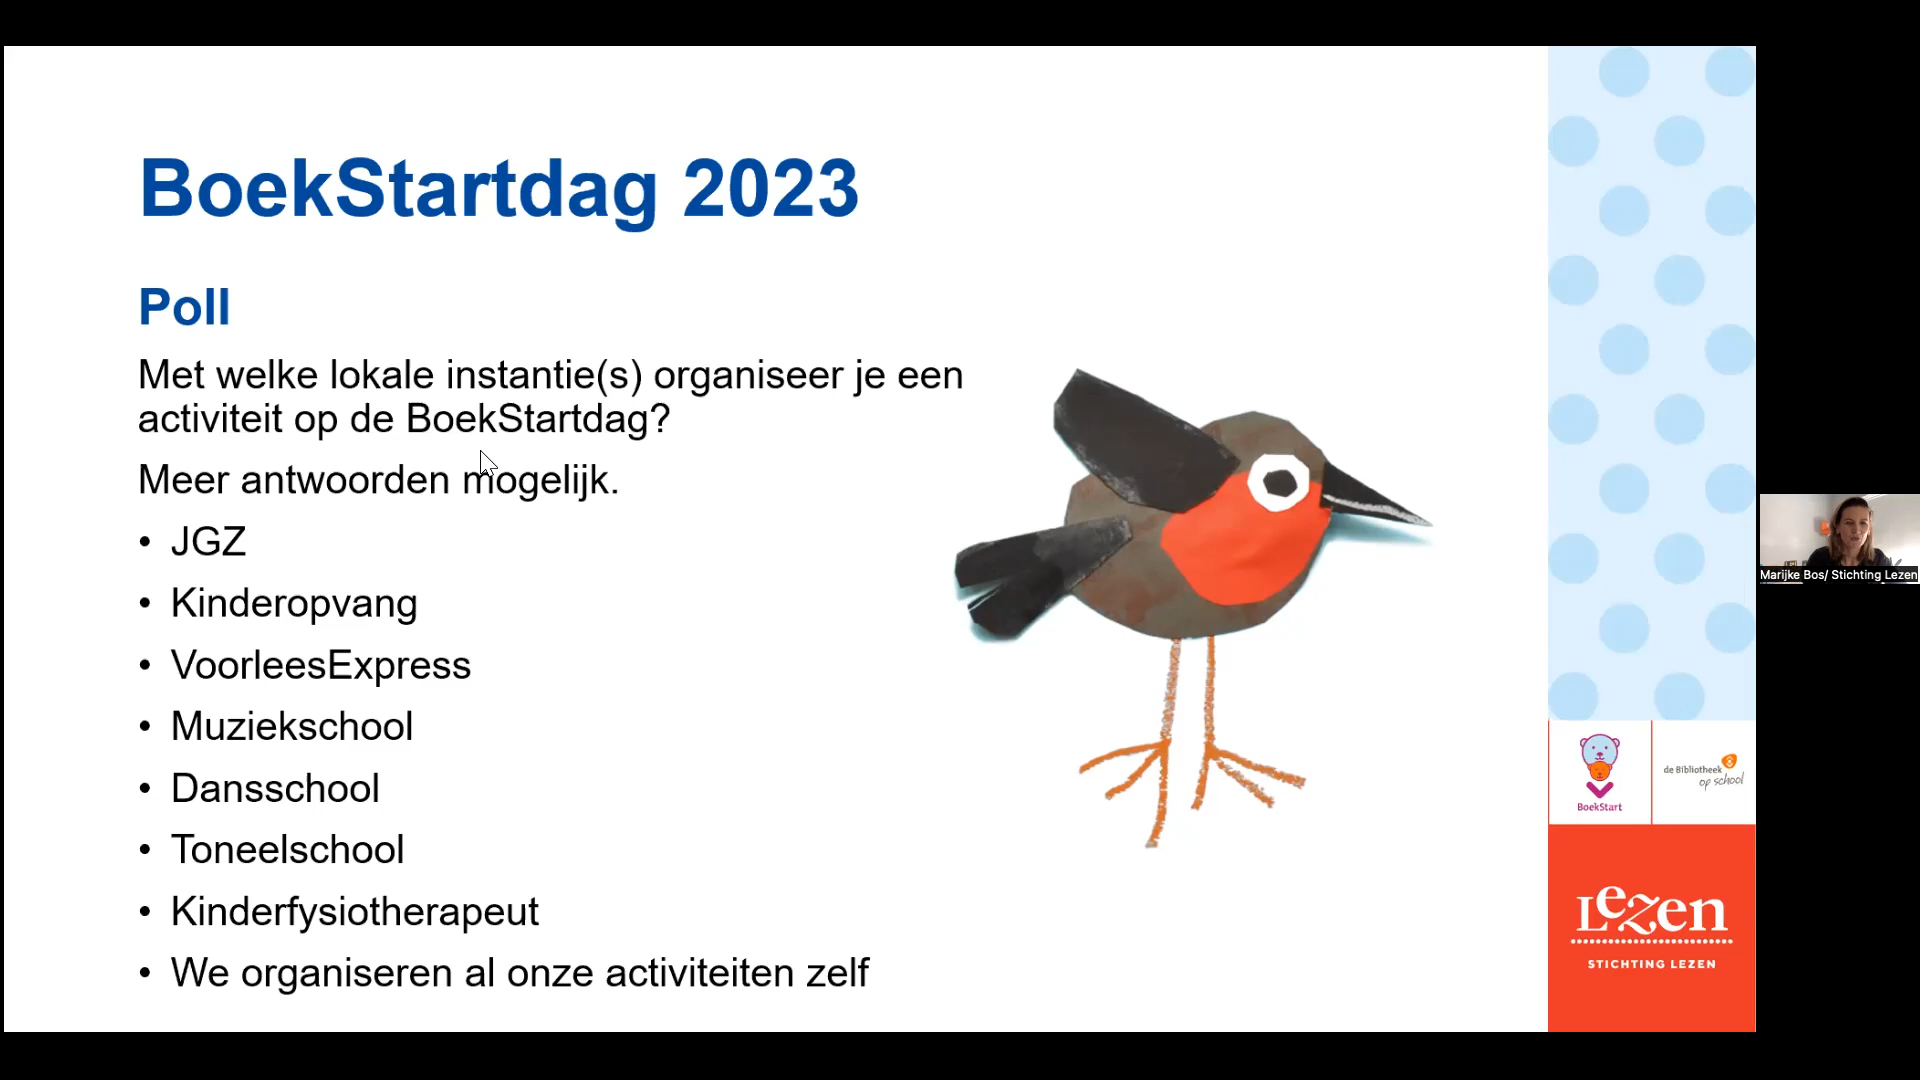 BoekStartdag 2023
Poll
Met welke lokale instantie(s) organiseer je een
activiteit op de BoekStartdag?
Meer antwoorden mogelijk.
• JGZ
• Kinderopvang
• VoorleesExpress
• Muziekschool
• Dansschool
• Toneelschool
• Kinderfysiotherapeut
• We organiseren al onze activiteiten zelf
BoekStart
de Bibliotheek
op school
Lezen
STICHTING LEZEN
Marijke Bos/ Stichting Lezen